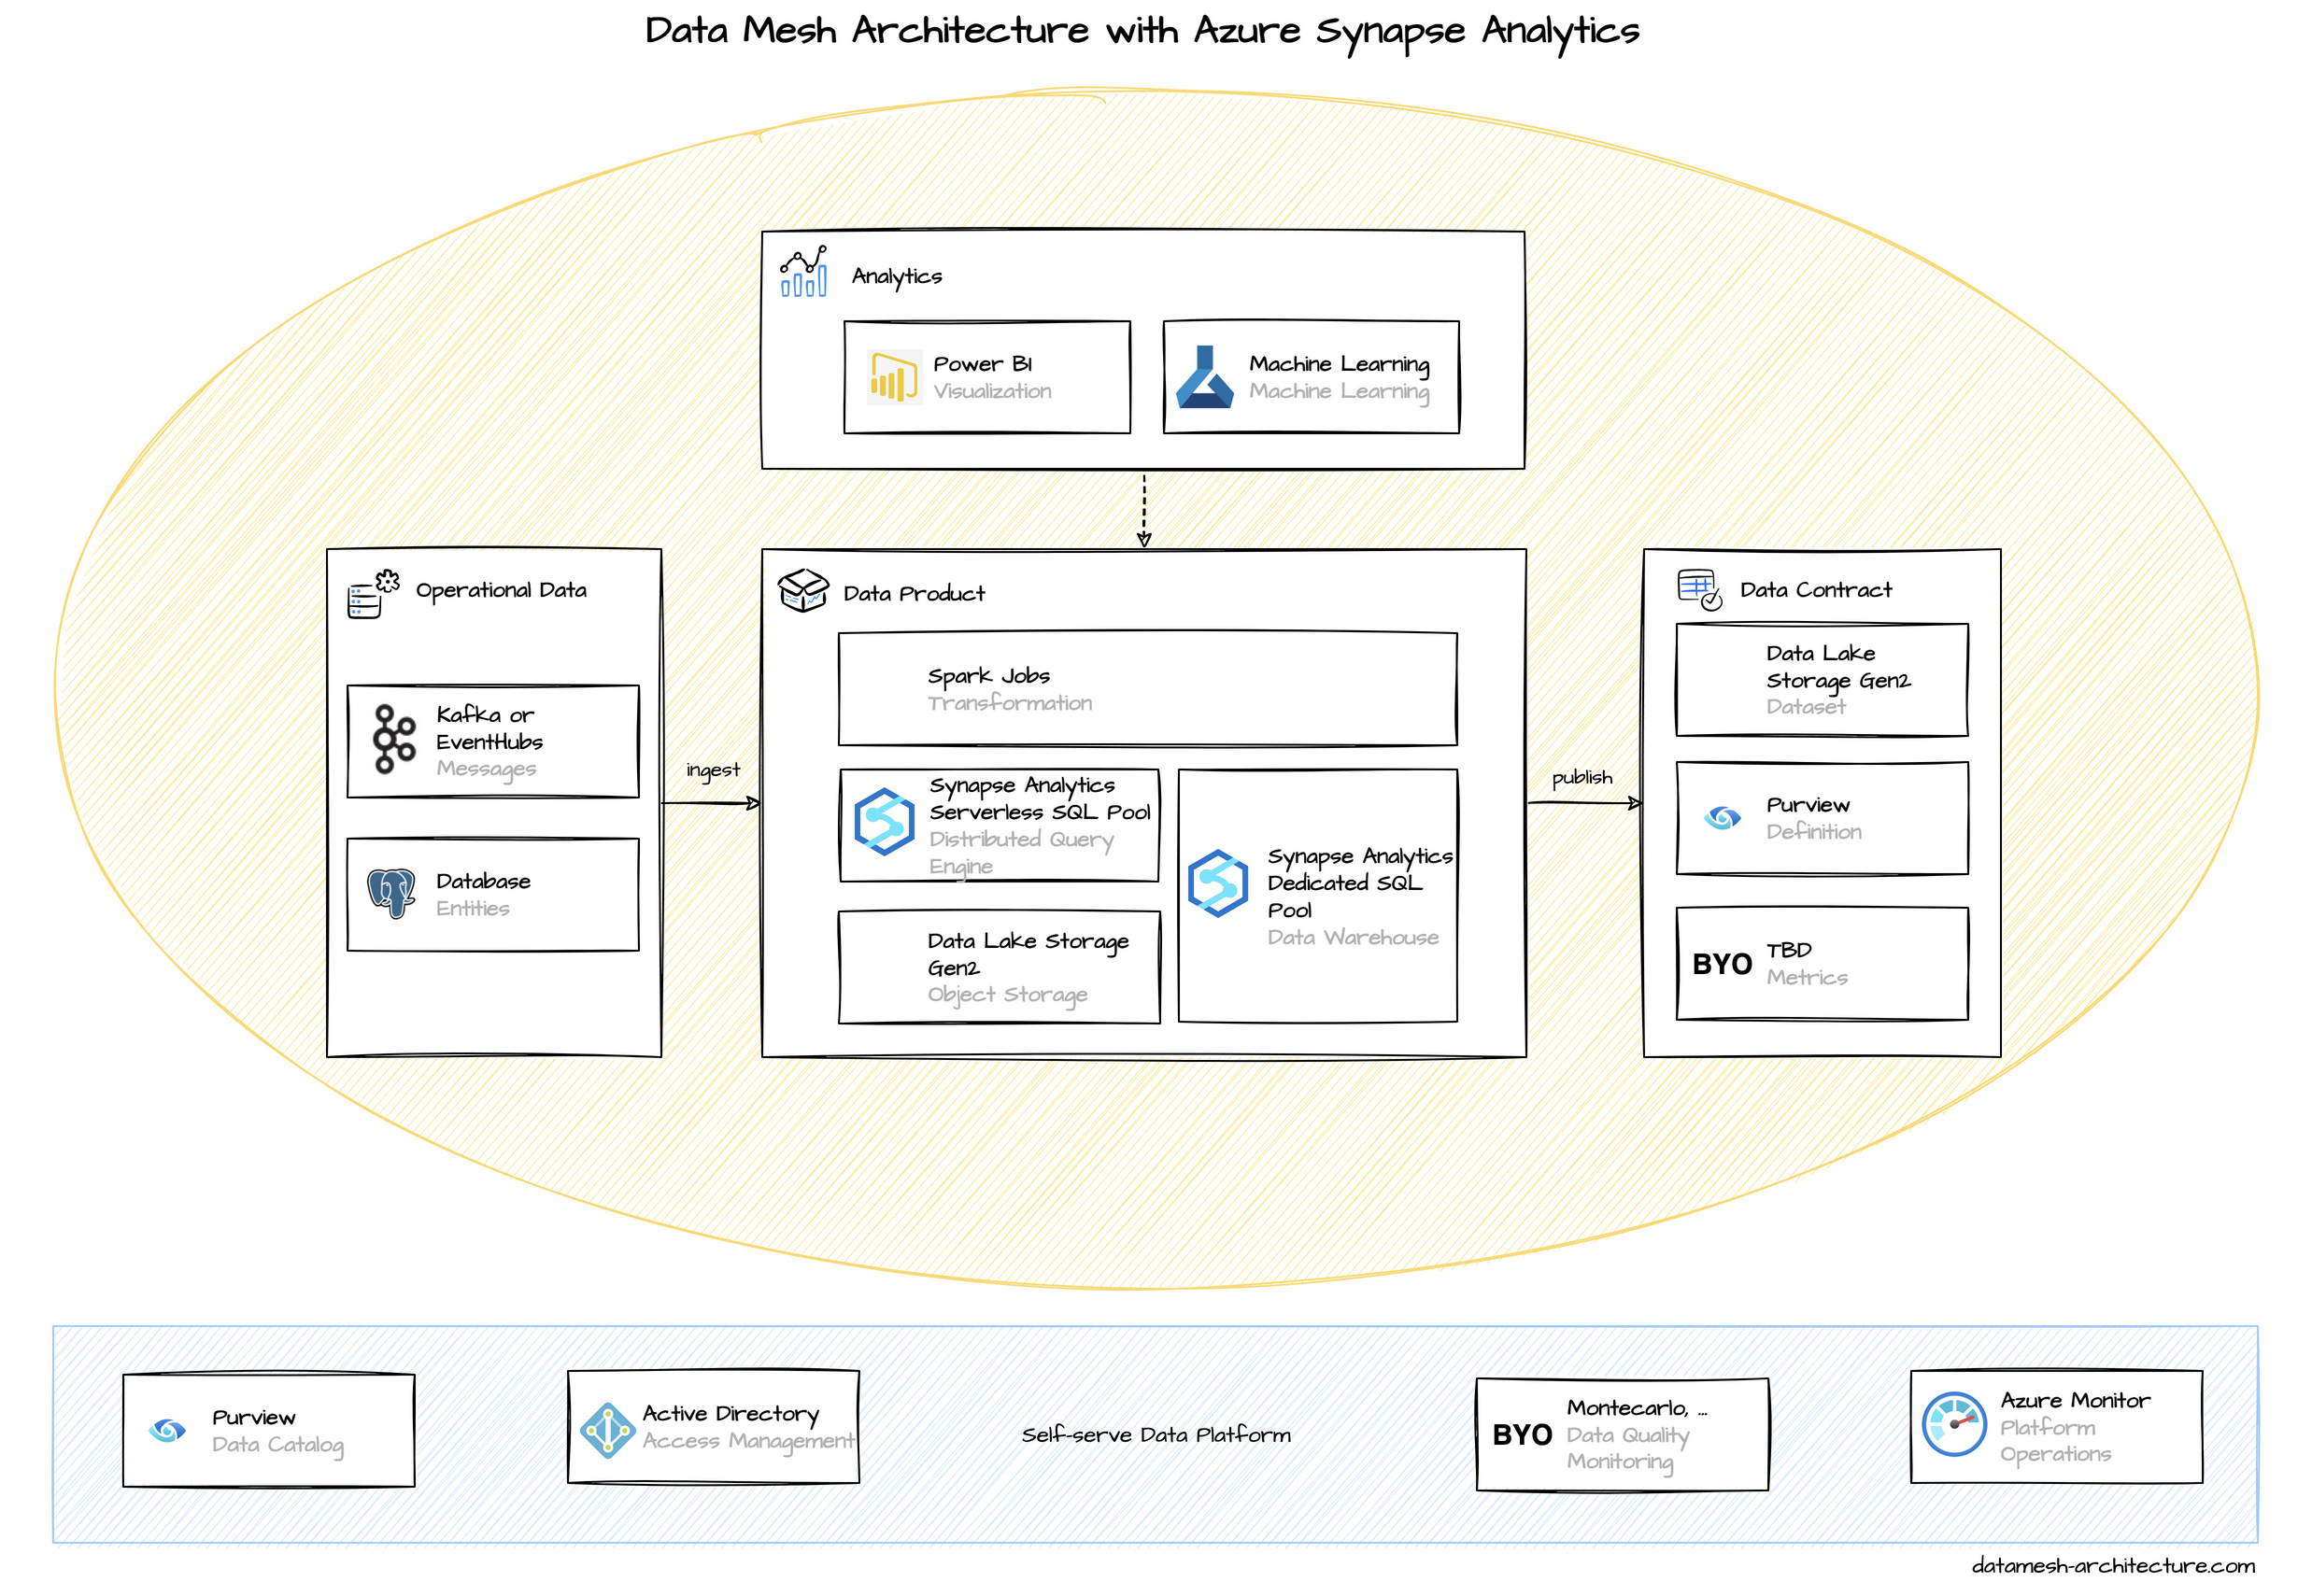 Data Mesh Architecture with Azure Synapse Analytics
Analytics
Power BI
Visualization
Machine Learning
Machine Learning
Operational Data
Kafka or
EventHubs
Messages
Database
Entities
ingest
Data Product
Spark Jobs
Transformation
Synapse Analytics
Serverless SQL Pool
Distributed Query
Engine
Data Lake Storage
Gen2
Object Storage
Synapse Analytics
Dedicated SQL
Pool
Data Warehouse
publish
Data Contract
Data Lake
Storage Gen2
Dataset
Purview
Definition
BYO
TBD
Metrics
Purview
Data Catalog
Active Directory
Access Management
Self-serve Data Platform
BYO
Montecarlo, ...
Data Quality
Monitoring
Azure Monitor
Platform
Operations
datamesh-architecture.com